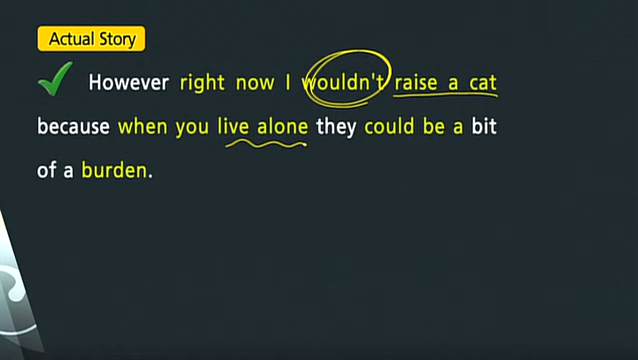 Actual Story
However right now I wouldn't raise a cat
because when you live alone they could be a bit
of a burden.